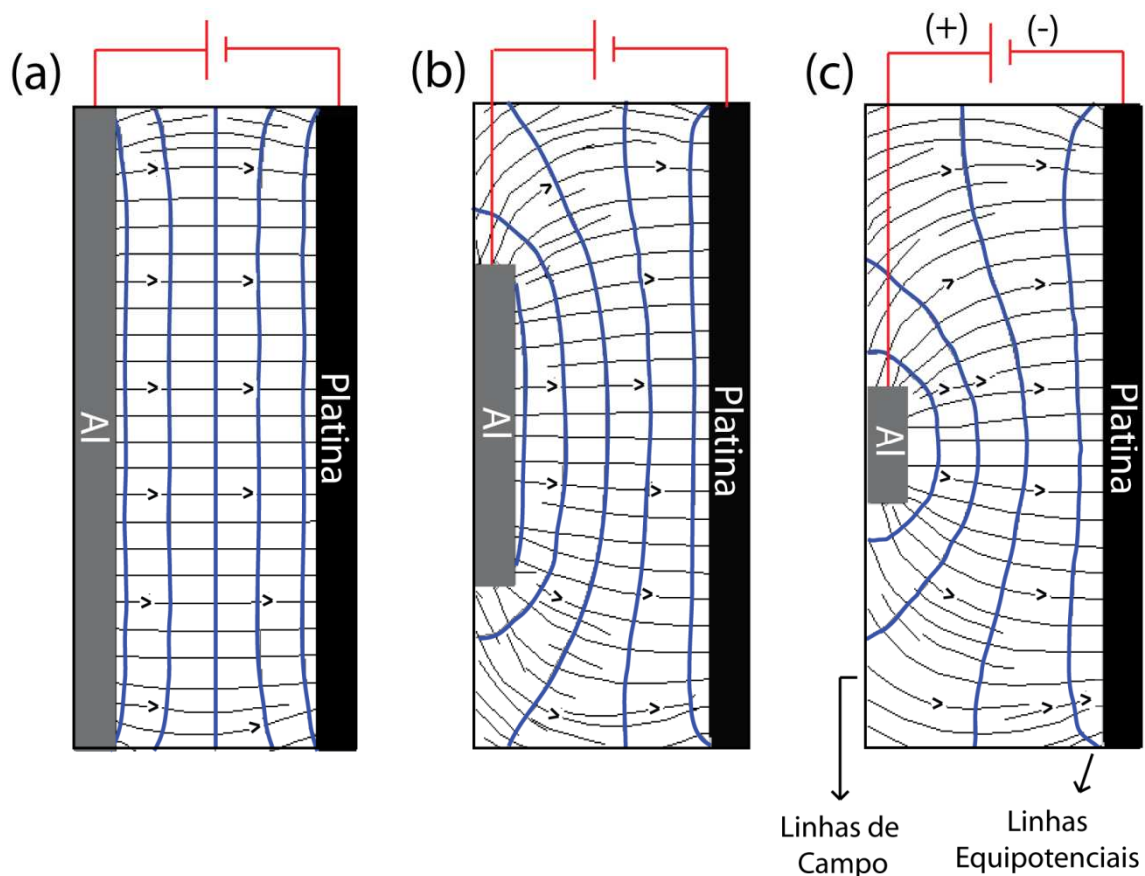 (a)
(b)
(c)
(+)
(-)
Al
Platina
Al
Platina
Al
Platina
Linhas de
Campo
Linhas
Equipotenciais